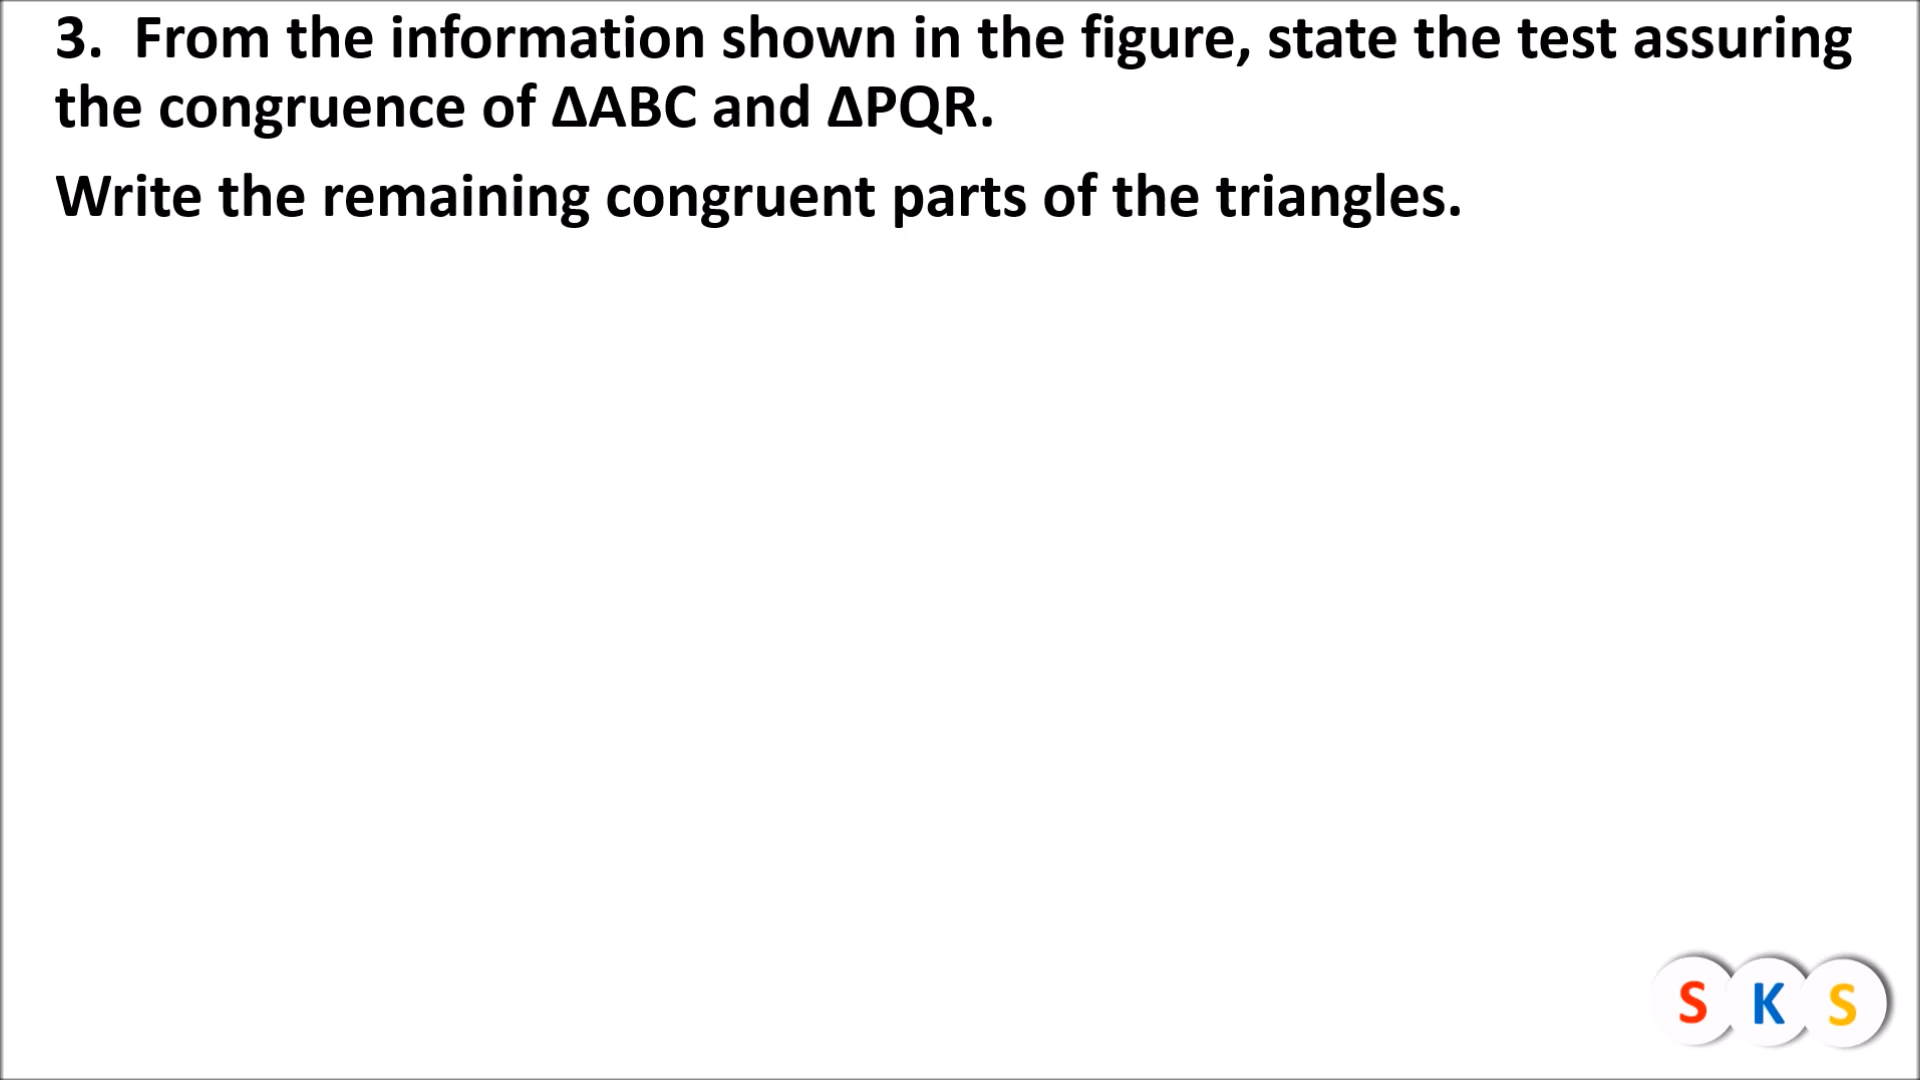 3. From the information shown in the figure, state the test assuring
the congruence of ΔABC and ΔPQR.
Write the remaining congruent parts of the triangles.
S K S